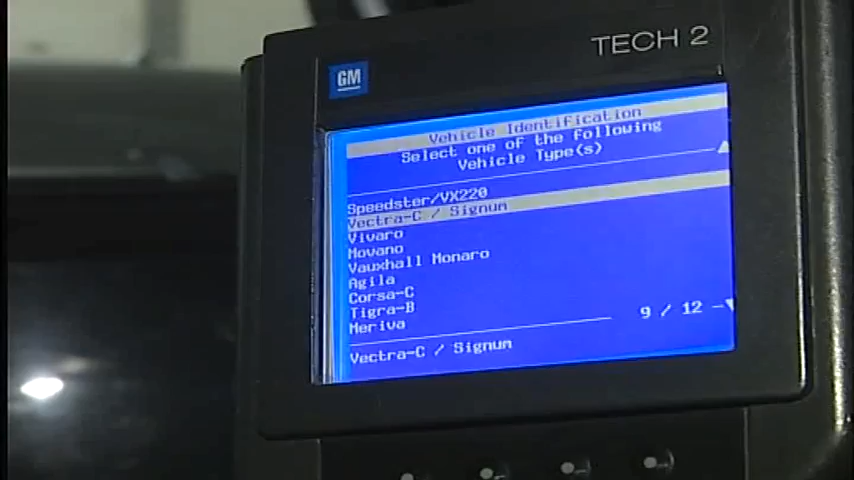 TECH 2
GM
Vehicle Identification
Select one of the following
Vehicle Type(s)
Speedster/VX220
Vectra-C / Signum
Vivaro
Movano
Vauxhall Monaro
Agila
Corsa-C
Tigra-B
Meriva
9 / 12
Vectra-C / Signum